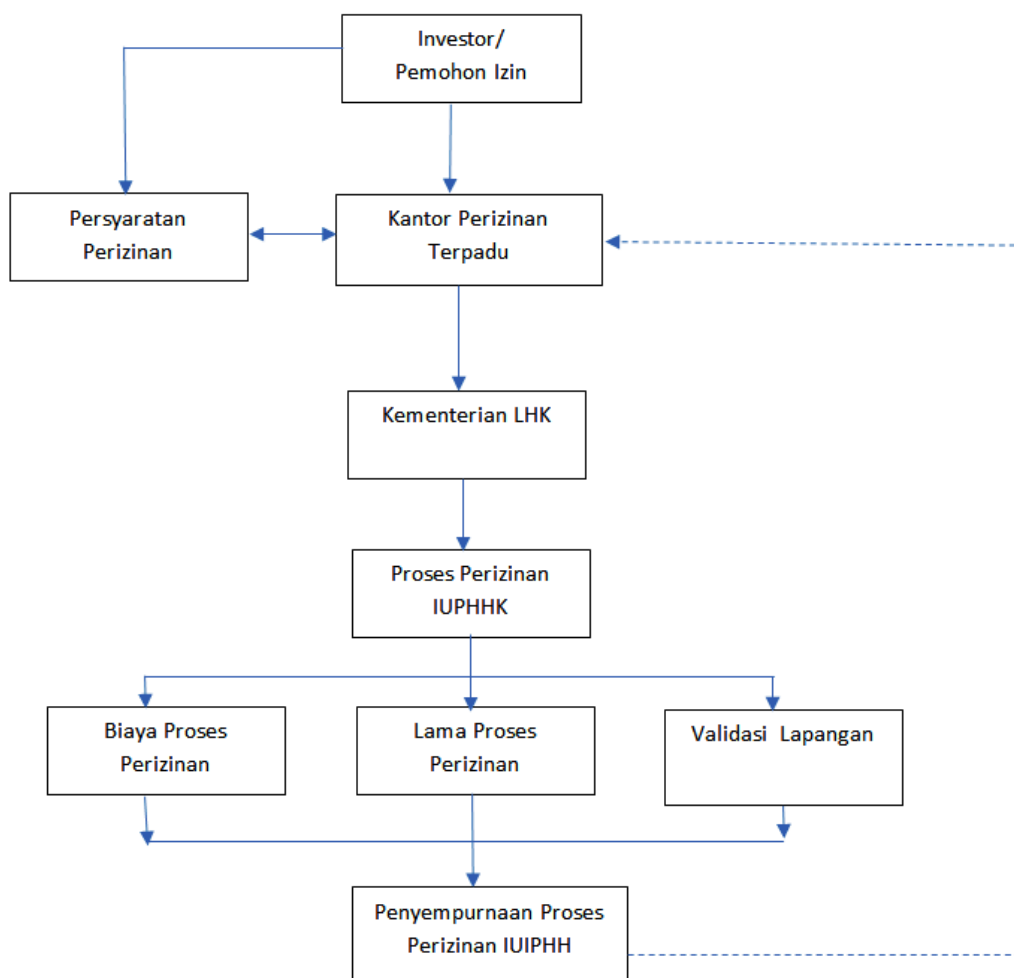 Investor/
Pemohon Izin
Persyaratan
Perizinan
Kantor Perizinan
Terpadu
Kementerian LHK
Proses Perizinan
IUPHHK
Biaya Proses
Perizinan
Lama Proses
Perizinan
Validasi Lapangan
Penyempurnaan Proses
Perizinan IUIPHH